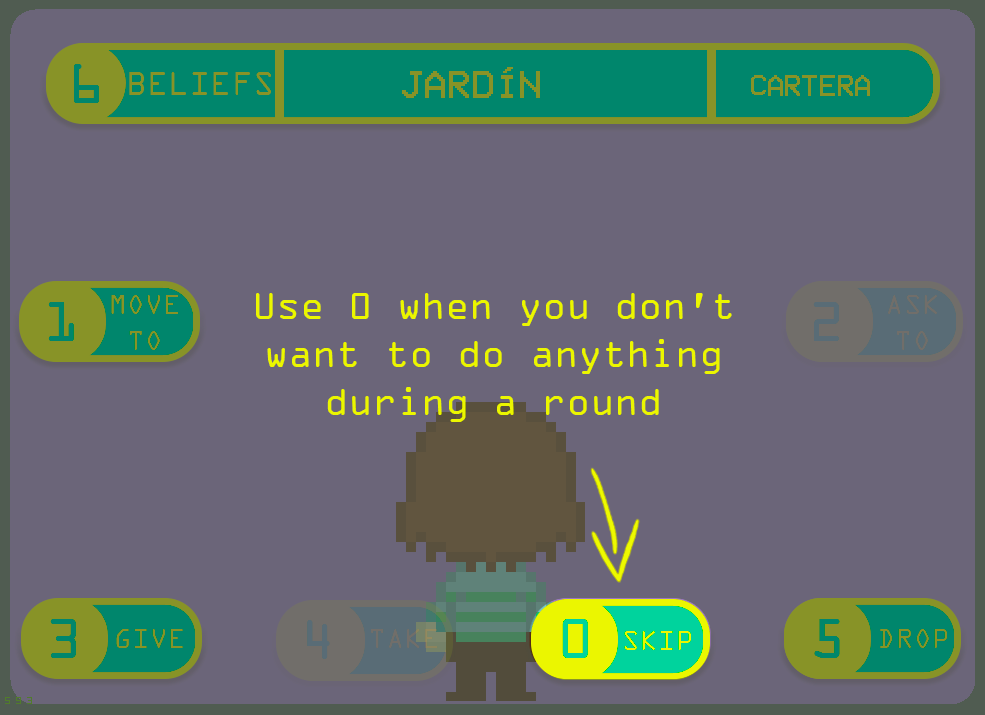 6 BELIEFS
JARDÍN
CARTERA
1 MOVE
TO
2 ASK
TO
Use 0 when you don't
want to do anything
during a round
3 GIVE
4 TAKE
0 SKIP
5 DROP